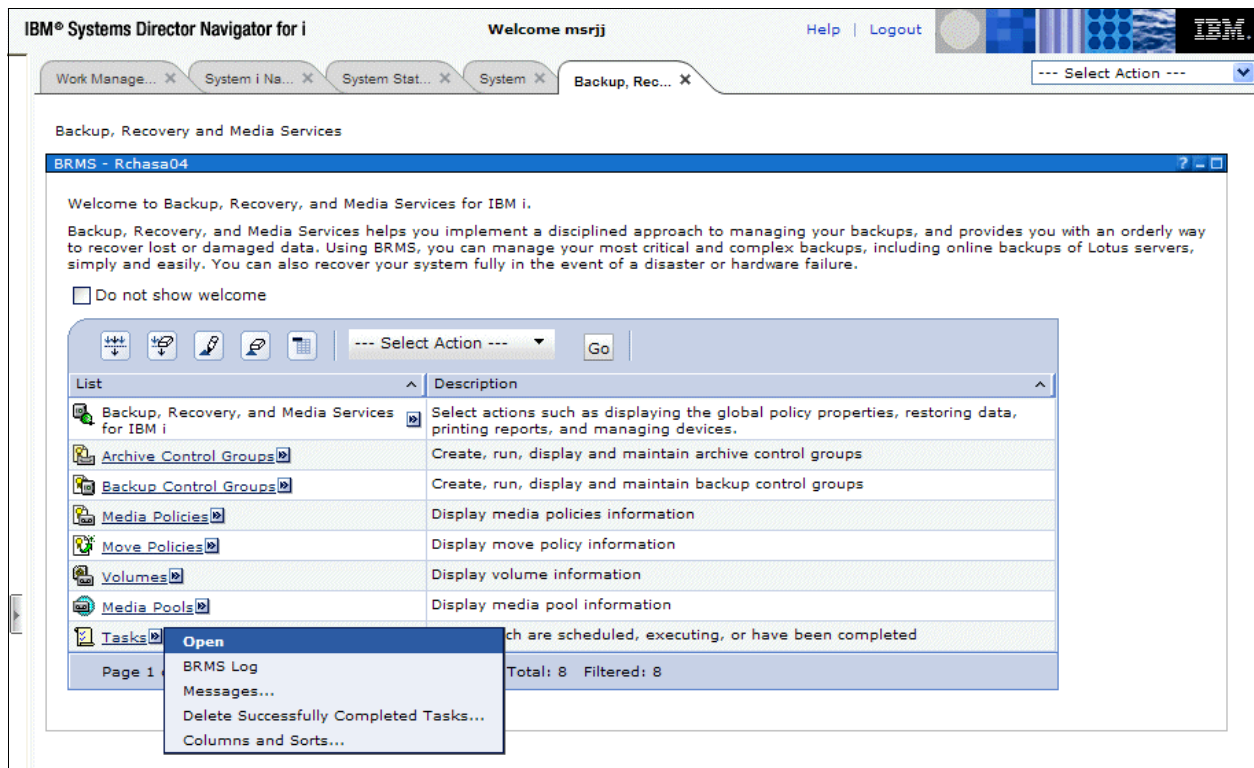 IBM® Systems Director Navigator for i
Welcome msrjj
Help | Logout
IBM.
Work Manage...
System i Na...
System Stat...
System
Backup, Rec...
--- Select Action ---
Backup, Recovery and Media Services
BRMS - Rchasa04
Welcome to Backup, Recovery, and Media Services for IBM i.
Backup, Recovery, and Media Services helps you implement a disciplined approach to managing your backups, and provides you with an orderly way
to recover lost or damaged data. Using BRMS, you can manage your most critical and complex backups, including online backups of Lotus servers,
simply and easily. You can also recover your system fully in the event of a disaster or hardware failure.
Do not show welcome
--- Select Action ---
Go
List
Description
Backup, Recovery, and Media Services
for IBM i
Select actions such as displaying the global policy properties, restoring data,
printing reports, and managing devices.
Archive Control Groups
Create, run, display and maintain archive control groups
Backup Control Groups
Create, run, display and maintain backup control groups
Media Policies
Display media policies information
Move Policies
Display move policy information
Volumes
Display volume information
Media Pools
Display media pool information
Tasks
ch are scheduled, executing, or have been completed
Page 1
Total: 8 Filtered: 8
Open
BRMS Log
Messages...
Delete Successfully Completed Tasks...
Columns and Sorts...